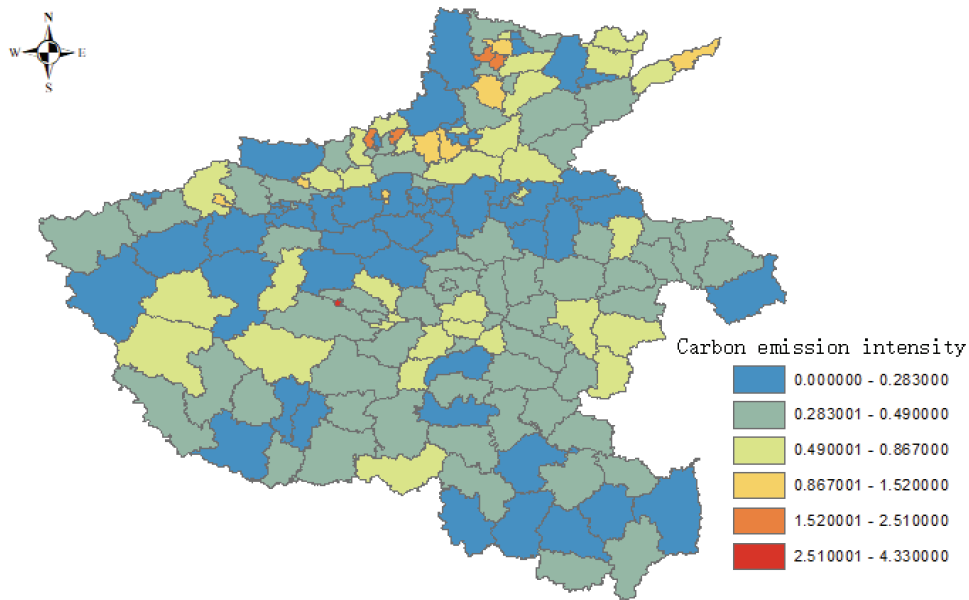 N
W E
S
Carbon emission intensity
0.000000 - 0.283000
0.283001 - 0.490000
0.490001 - 0.867000
0.867001 - 1.520000
1.520001 - 2.510000
2.510001 - 4.330000